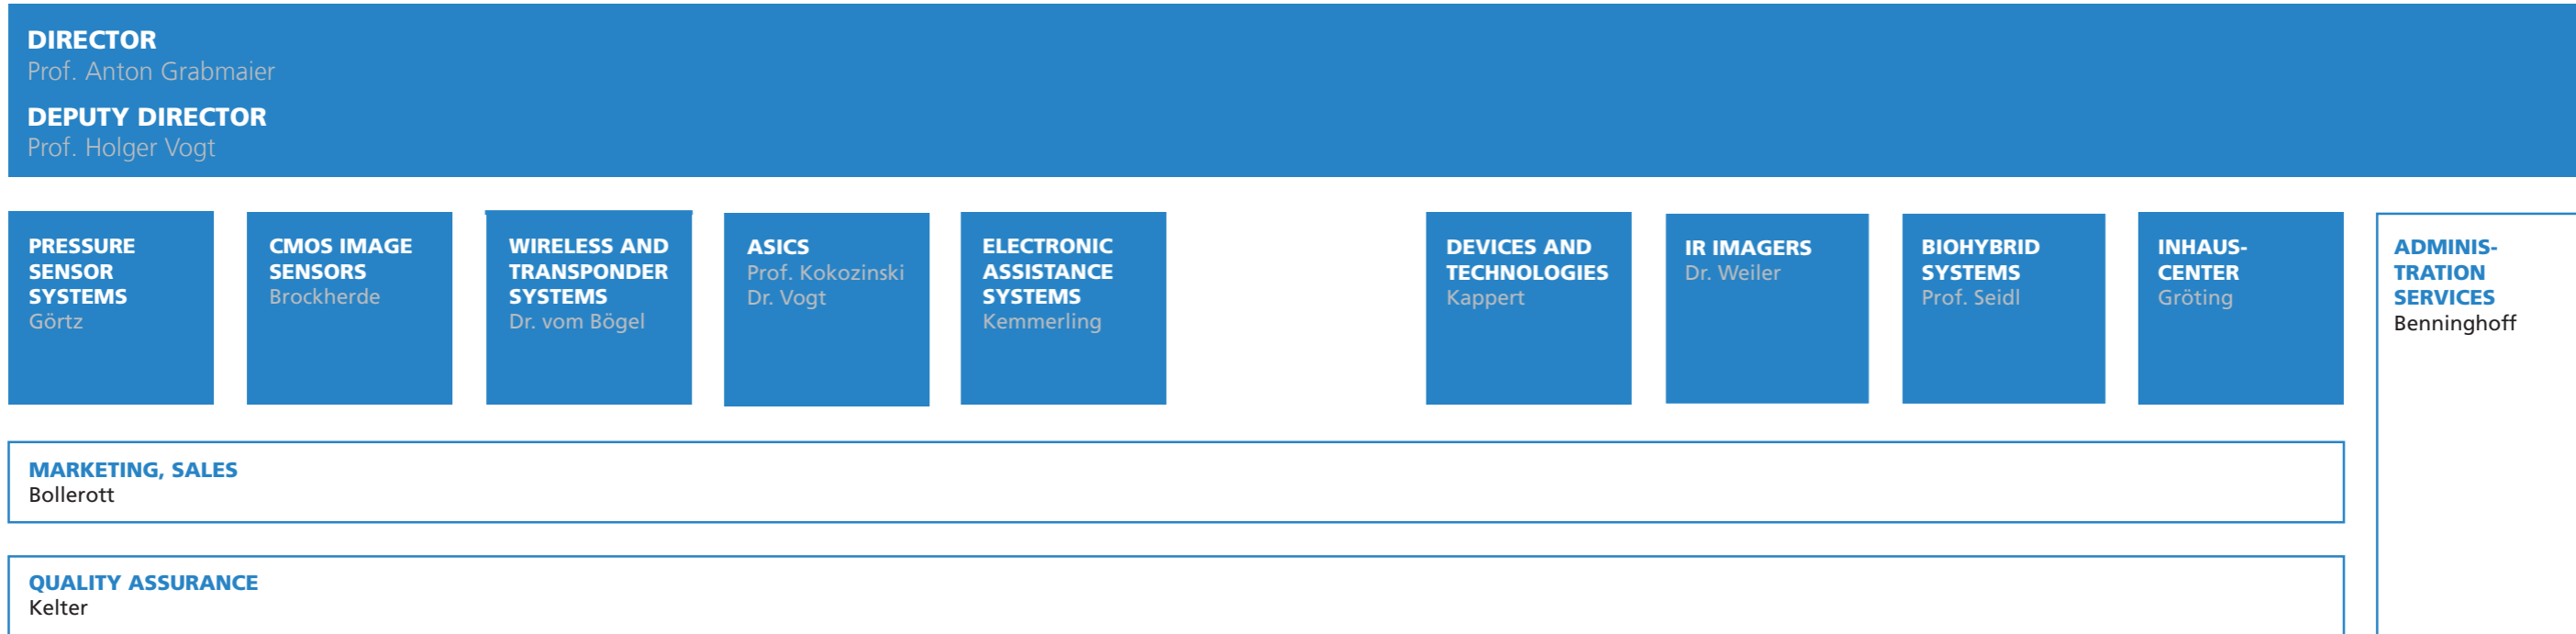 DIRECTOR
Prof. Anton Grabmaier
DEPUTY DIRECTOR
Prof. Holger Vogt
PRESSURE
SENSOR
SYSTEMS
Görtz
CMOS IMAGE
SENSORS
Brockherde
WIRELESS AND
TRANSPONDER
SYSTEMS
Dr. vom Bögel
ASICS
Prof. Kokozinski
Dr. Vogt
ELECTRONIC
ASSISTANCE
SYSTEMS
Kemmerling
DEVICES AND
TECHNOLOGIES
Kappert
IR IMAGERS
Dr. Weiler
BIOHYBRID
SYSTEMS
Prof. Seidl
INHAUS-
CENTER
Gröting
ADMINIS-
TRATION
SERVICES
Benninghoff
MARKETING, SALES
Bollerott
QUALITY ASSURANCE
Kelter